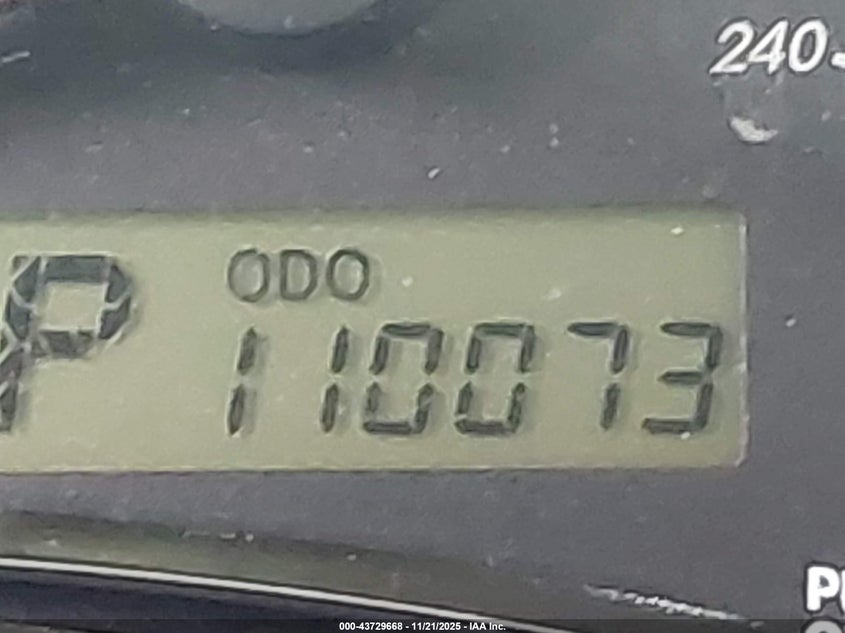 240
ODO
P 110073
000-43729668 - 11/21/2025 - IAA Inc.